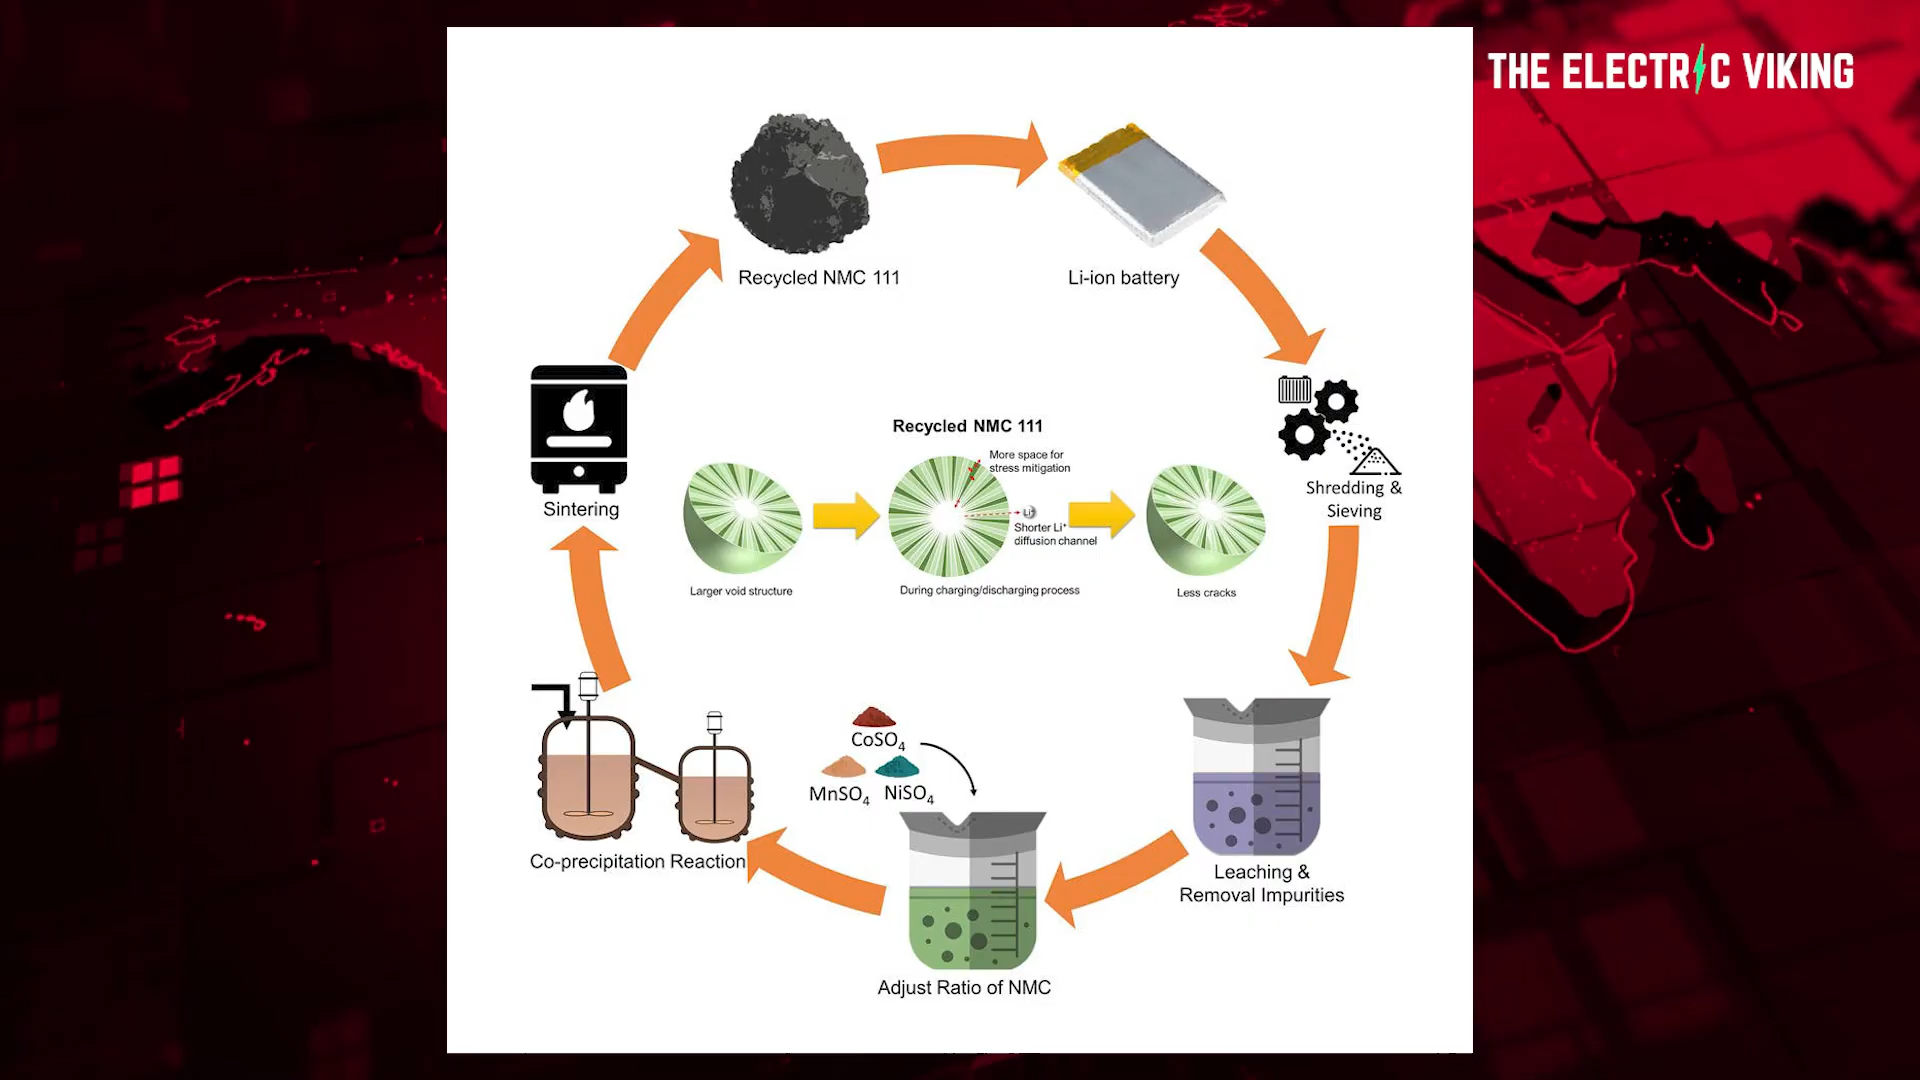 THE ELECTRIC VIKING
Recycled NMC 111
Li-ion battery
Shredding &
Sieving
Leaching &
Removal Impurities
CoSO₄
MnSO₄
NiSO₄
Adjust Ratio of NMC
Co-precipitation Reaction
Sintering
Recycled NMC 111
More space for
stress mitigation
Li⁺
Shorter Li⁺
diffusion channel
Larger void structure
During charging/discharging process
Less cracks